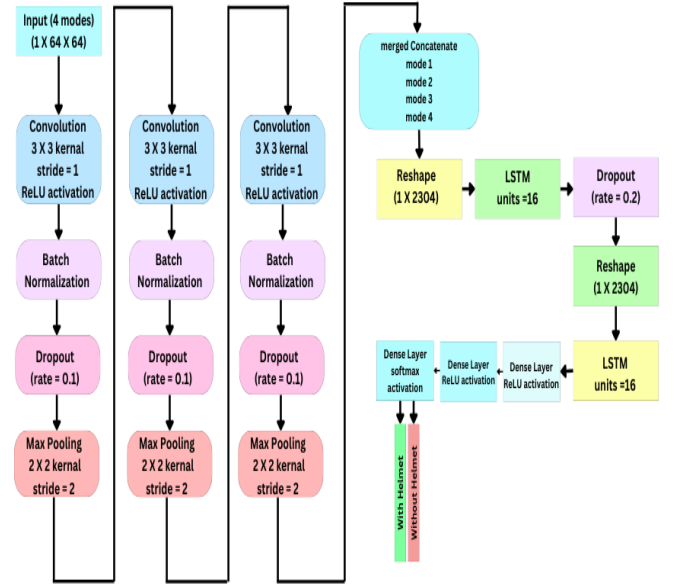 Input (4 modes)
(1 X 64 X 64)
Convolution
3 X 3 kernal
stride = 1
ReLU activation
Batch
Normalization
Dropout
(rate = 0.1)
Max Pooling
2 X 2 kernal
stride = 2
Convolution
3 X 3 kernal
stride = 1
ReLU activation
Batch
Normalization
Dropout
(rate = 0.1)
Max Pooling
2 X 2 kernal
stride = 2
Convolution
3 X 3 kernal
stride = 1
ReLU activation
Batch
Normalization
Dropout
(rate = 0.1)
Max Pooling
2 X 2 kernal
stride = 2
merged Concatenate
mode 1
mode 2
mode 3
mode 4
Reshape
(1 X 2304)
LSTM
units =16
Dropout
(rate = 0.2)
Reshape
(1 X 2304)
LSTM
units =16
Dense Layer
ReLU activation
Dense Layer
ReLU activation
Dense Layer
softmax
activation
With Helmet
Without Helmet